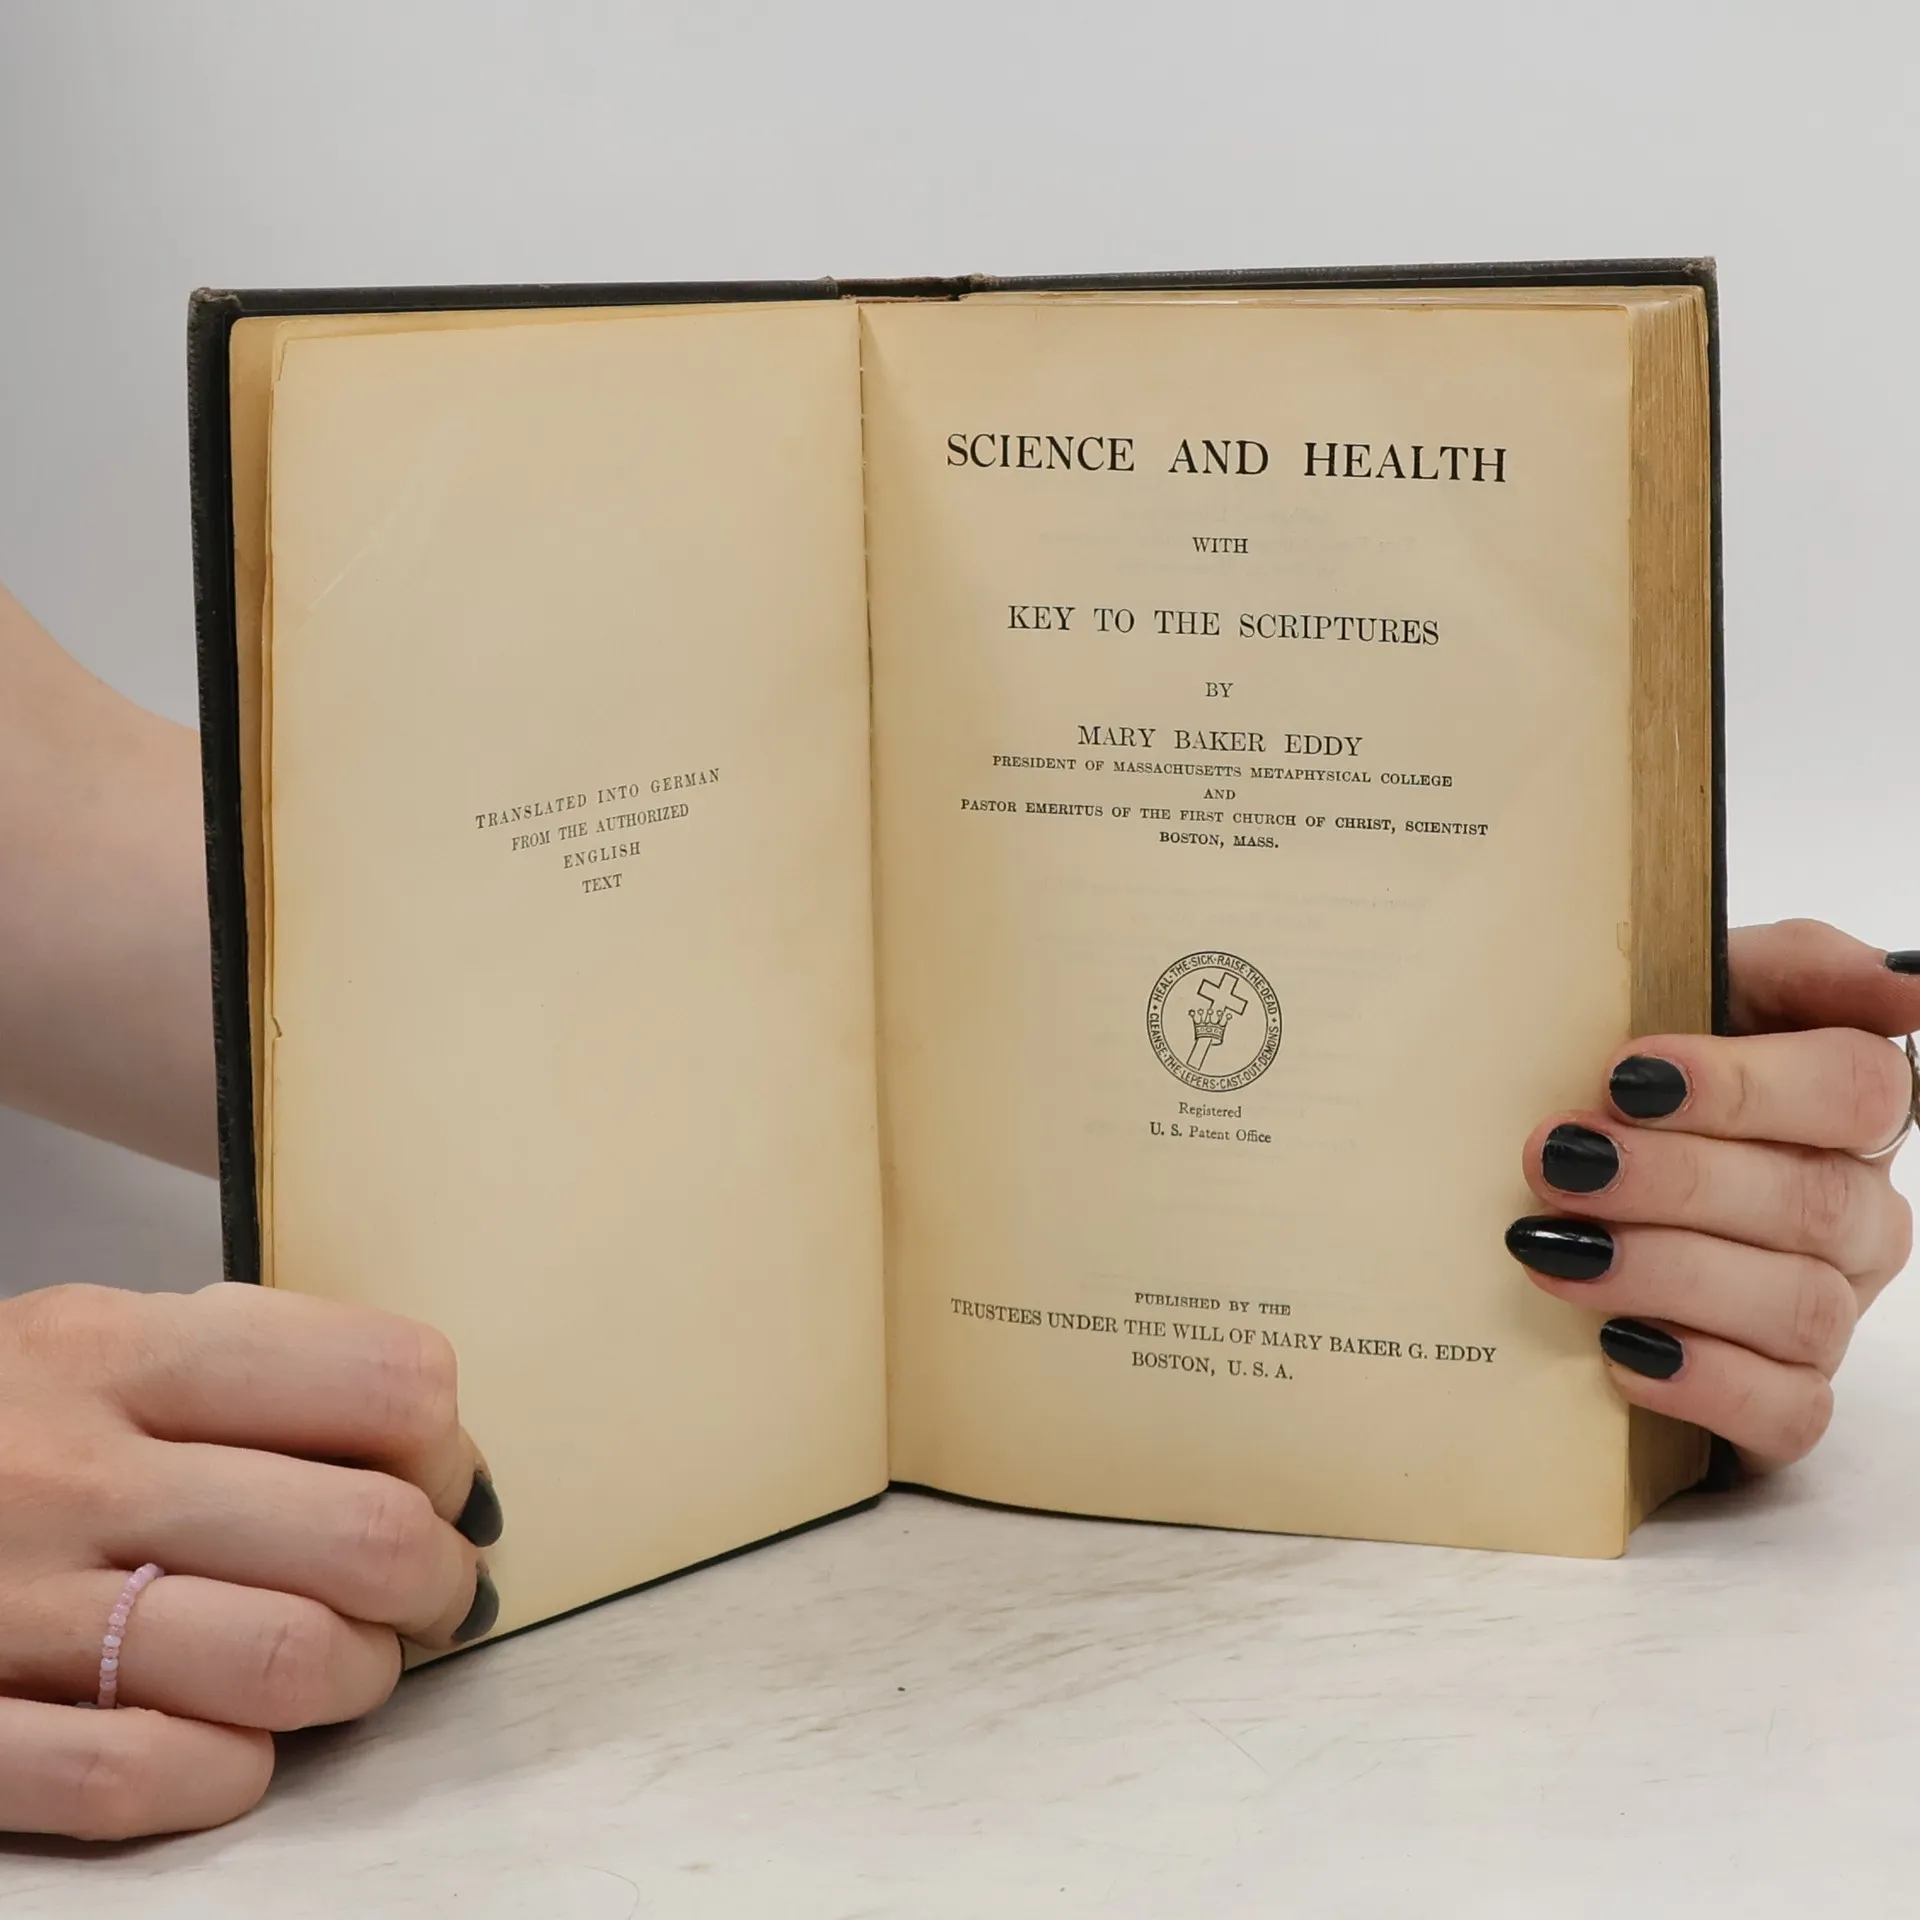 TRANSLATED INTO GERMAN
FROM THE AUTHORIZED
ENGLISH
TEXT
SCIENCE AND HEALTH
WITH
KEY TO THE SCRIPTURES
BY
MARY BAKER EDDY
PRESIDENT OF MASSACHUSETTS METAPHYSICAL COLLEGE
AND
PASTOR EMERITUS OF THE FIRST CHURCH OF CHRIST, SCIENTIST
BOSTON, MASS.
HEAL·THE·SICK·RAISE·THE·DEAD
CLEANSE·THE·LEPERS·CAST·OUT·DEMONS
Registered
U. S. Patent Office
PUBLISHED BY THE
TRUSTEES UNDER THE WILL OF MARY BAKER G. EDDY
BOSTON, U. S. A.